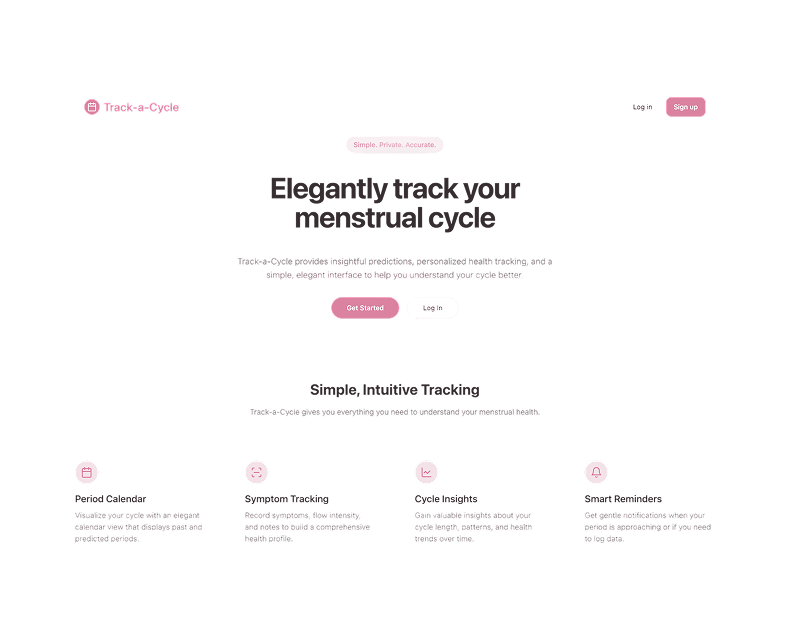 Track-a-Cycle
Log in
Sign up
Simple. Private. Accurate.
Elegantly track your
menstrual cycle
Track-a-Cycle provides insightful predictions, personalized health tracking, and a
simple, elegant interface to help you understand your cycle better
Get Started
Log in
Simple, Intuitive Tracking
Track-a-Cycle gives you everything you need to understand your menstrual health.
Period Calendar
Visualize your cycle with an elegant
calendar view that displays past and
predicted periods.
Symptom Tracking
Record symptoms, flow intensity,
and notes to build a comprehensive
health profile.
Cycle Insights
Gain valuable insights about your
cycle length, patterns, and health
trends over time.
Smart Reminders
Get gentle notifications when your
period is approaching or if you need
to log data.